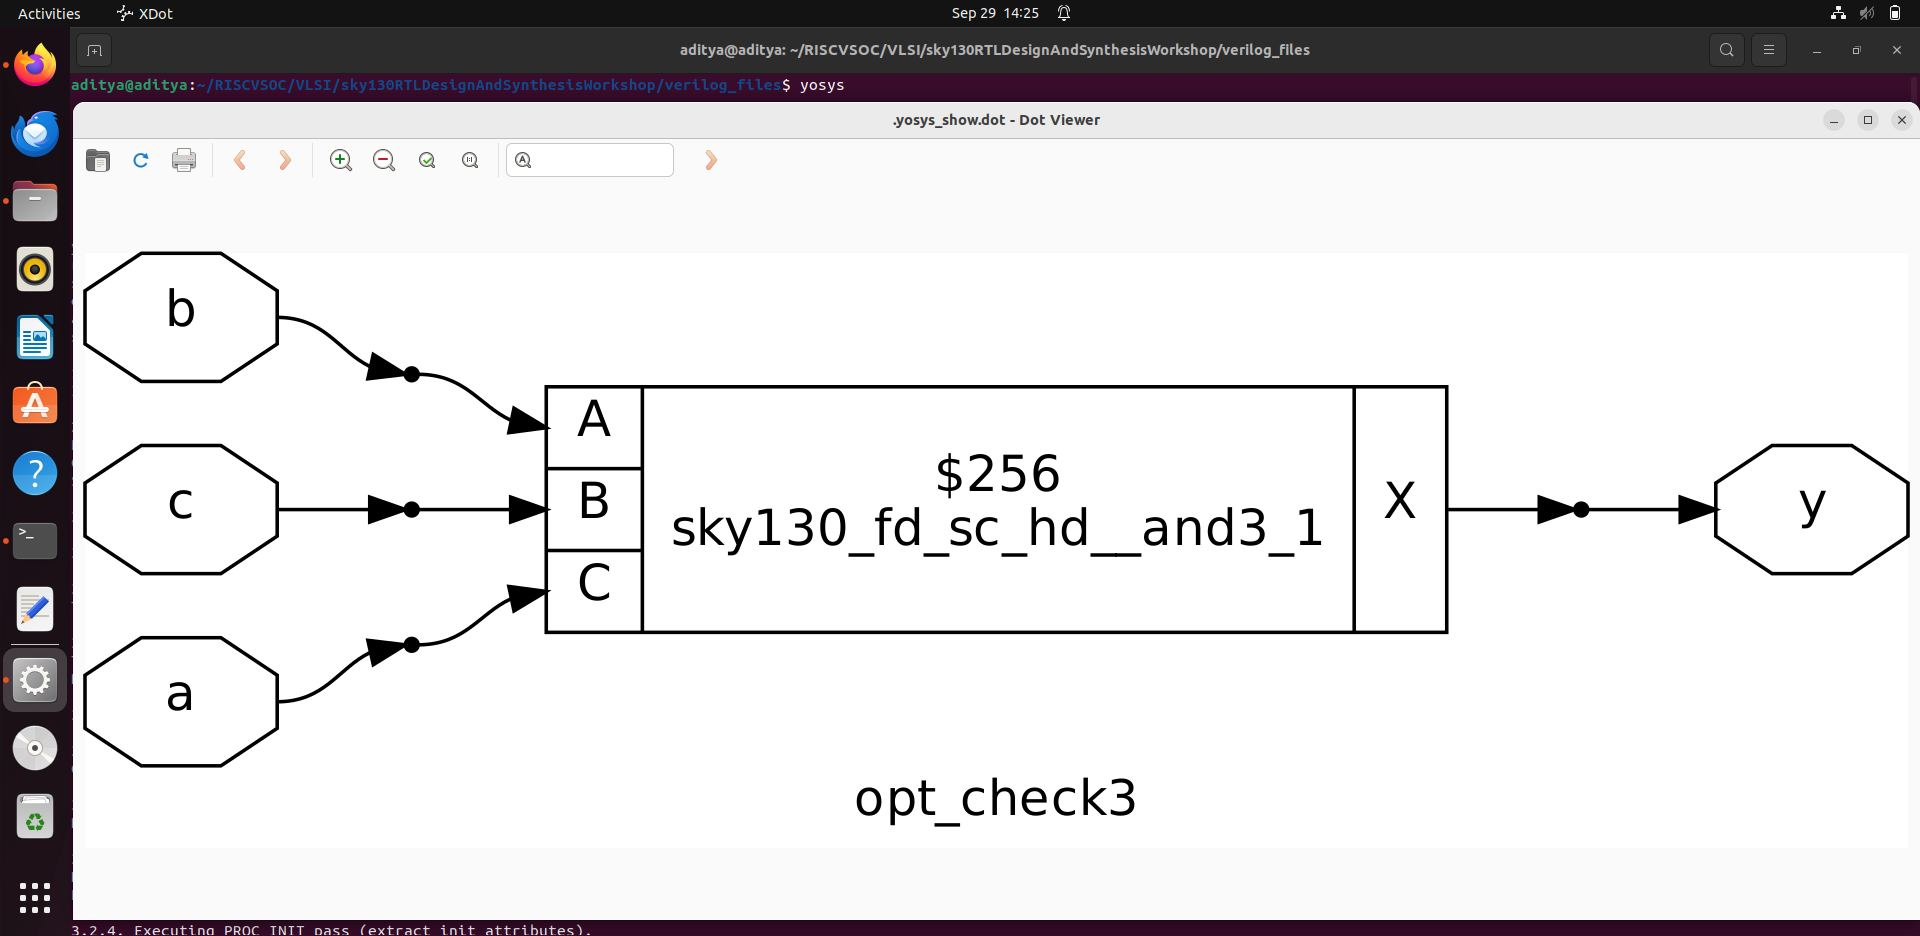 Activities XDot Sep 29 14:25
aditya@aditya: ~/RISCVSOC/VLSI/sky130RTLDesignAndSynthesisWorkshop/verilog_files
aditya@aditya:~/RISCVSOC/VLSI/sky130RTLDesignAndSynthesisWorkshop/verilog_files$ yosys
.yosys_show.dot - Dot Viewer
b
c
a
A
B
C
$256
sky130_fd_sc_hd__and3_1
X
y
opt_check3
3.2.4. Executing PROC_INIT pass (extract init attributes).